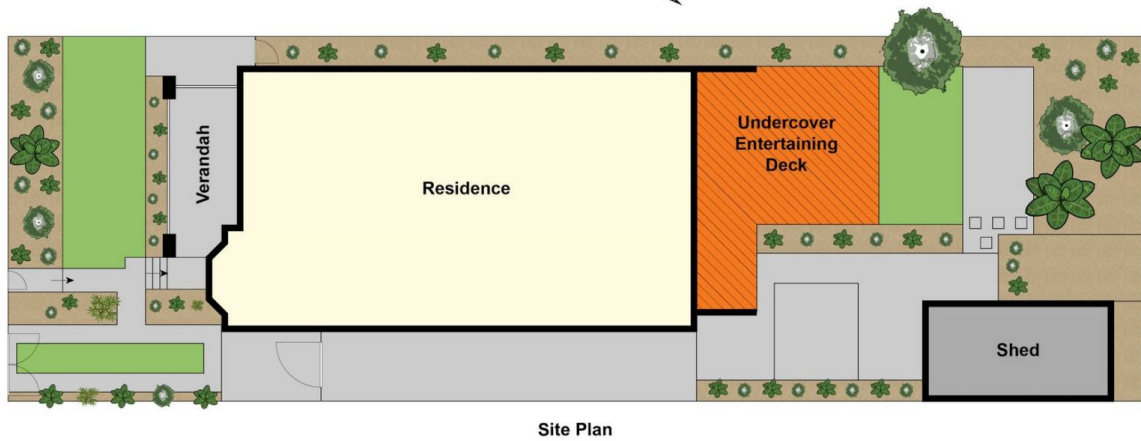 Verandah
Residence
Undercover
Entertaining
Deck
Shed
Site Plan